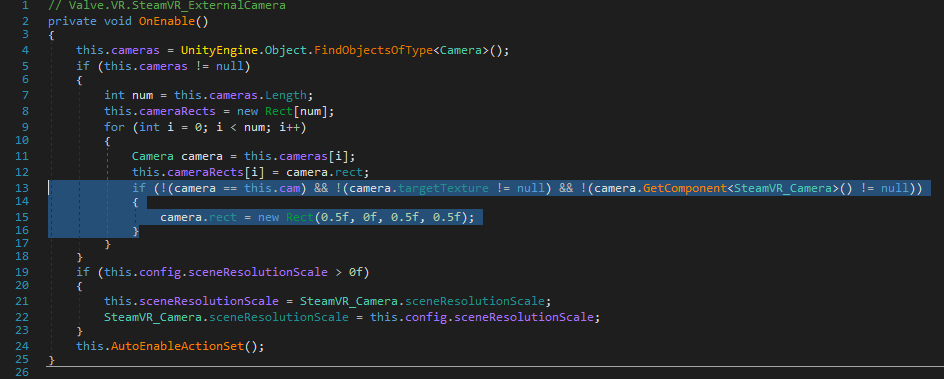 1 // Valve.VR.SteamVR_ExternalCamera
2 private void OnEnable()
3 {
4 this.cameras = UnityEngine.Object.FindObjectsOfType<Camera>();
5 if (this.cameras != null)
6 {
7 int num = this.cameras.Length;
8 this.cameraRects = new Rect[num];
9 for (int i = 0; i < num; i++)
10 {
11 Camera camera = this.cameras[i];
12 this.cameraRects[i] = camera.rect;
13 if (!(camera == this.cam) && !(camera.targetTexture != null) && !(camera.GetComponent<SteamVR_Camera>() != null))
14 {
15 camera.rect = new Rect(0.5f, 0f, 0.5f, 0.5f);
16 }
17 }
18 }
19 if (this.config.sceneResolutionScale > 0f)
20 {
21 this.sceneResolutionScale = SteamVR_Camera.sceneResolutionScale;
22 SteamVR_Camera.sceneResolutionScale = this.config.sceneResolutionScale;
23 }
24 this.AutoEnableActionSet();
25 }
26